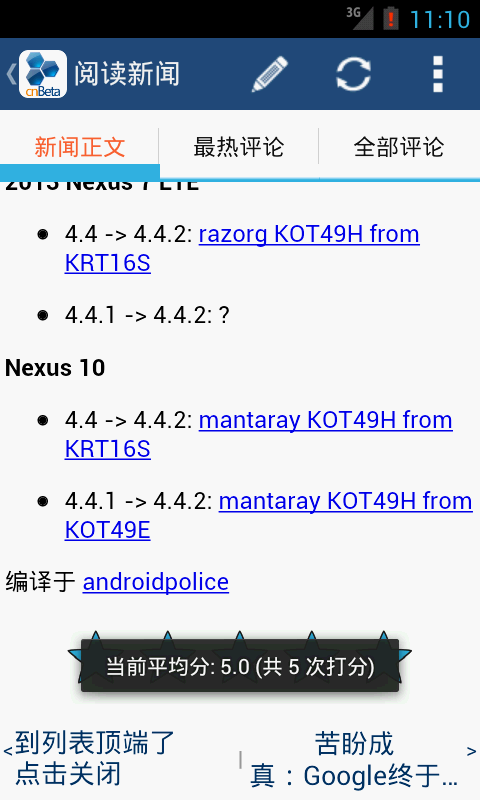 3G 11:10
cnBeta 阅读新闻
新闻正文 最热评论 全部评论
2013 Nexus 7 LTE
4.4 -> 4.4.2: razorg KOT49H from
KRT16S
4.4.1 -> 4.4.2: ?
Nexus 10
4.4 -> 4.4.2: mantaray KOT49H from
KRT16S
4.4.1 -> 4.4.2: mantaray KOT49H from
KOT49E
编译于 androidpolice
当前平均分: 5.0 (共 5 次打分)
<到列表顶端了
点击关闭
|
苦盼成 >
真：Google终于...